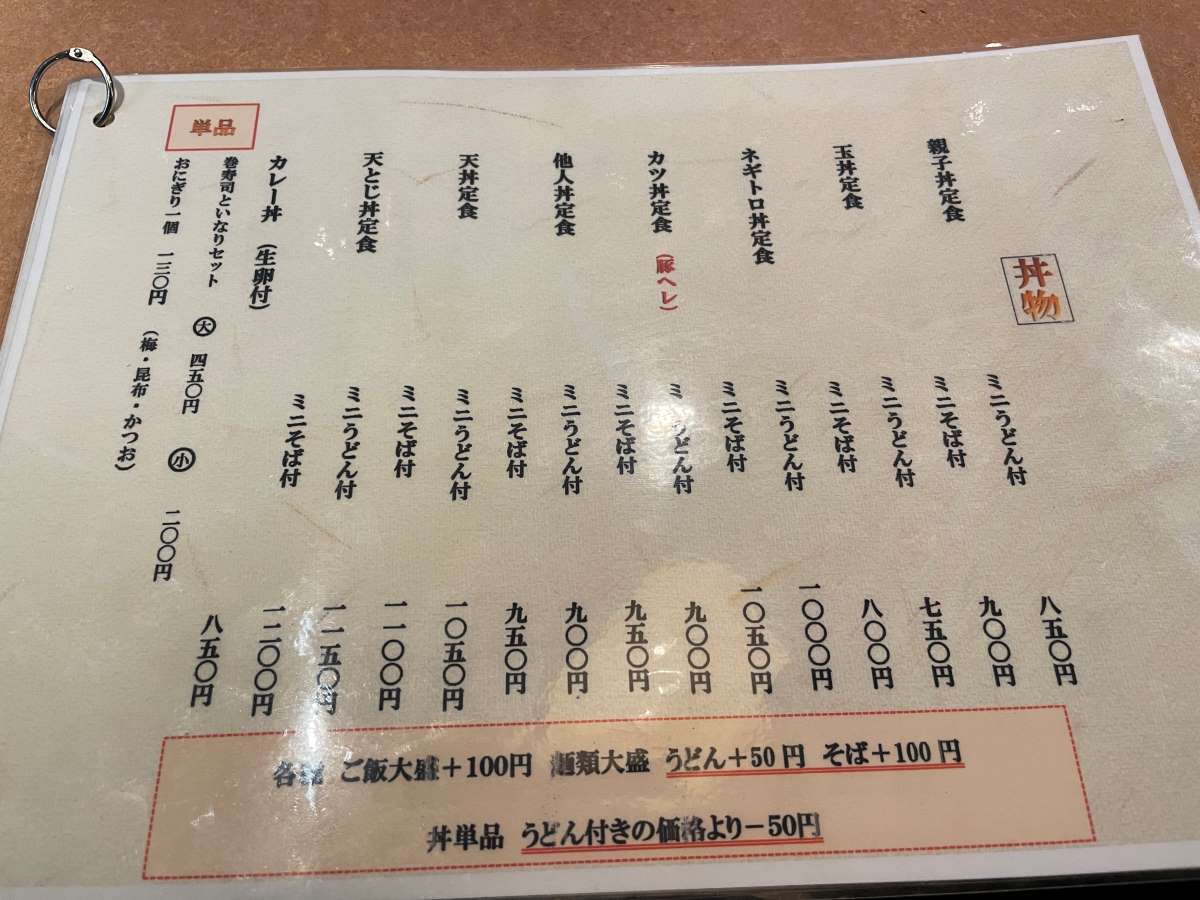 丼物
親子丼定食 ミニうどん付 八五〇円
ミニそば付 九〇〇円
玉丼定食 ミニうどん付 七五〇円
ミニそば付 八〇〇円
ネギトロ丼定食 ミニうどん付 一〇〇〇円
ミニそば付 一〇五〇円
カツ丼定食 (豚ヘレ) ミニうどん付 九〇〇円
ミニそば付 九五〇円
他人丼定食 ミニうどん付 九〇〇円
ミニそば付 九五〇円
天丼定食 ミニうどん付 一〇五〇円
ミニそば付 一一〇〇円
天とじ丼定食 ミニうどん付 一一五〇円
ミニそば付 一二〇〇円
カレー丼 (生卵付) 八五〇円
単品
巻寿司といなりセット ㊅ 四五〇円 ㊙ 二〇〇円
おにぎり一個 一三〇円 (梅・昆布・かつお)
各種 ご飯大盛+100円 麺類大盛 うどん+50円 そば+100円
丼単品 うどん付きの価格より−50円